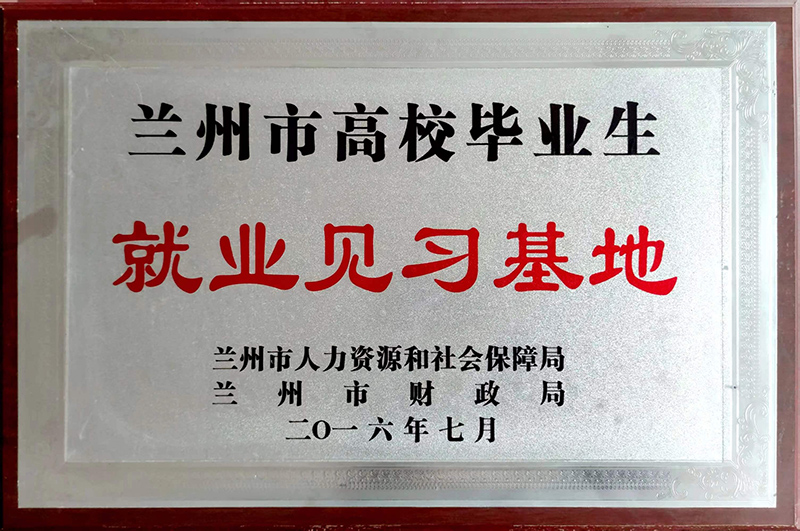 兰州市高校毕业生
就业见习基地
兰州市人力资源和社会保障局
兰州市财政局
二〇一六年七月